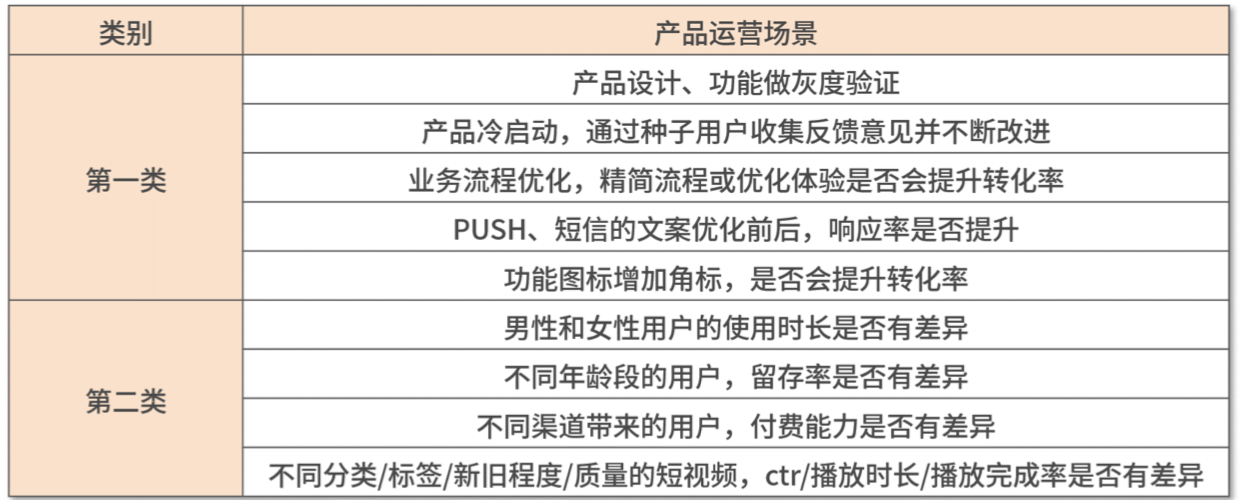 类别
产品运营场景
第一类
产品设计、功能做灰度验证
产品冷启动，通过种子用户收集反馈意见并不断改进
业务流程优化，精简流程或优化体验是否会提升转化率
PUSH、短信的文案优化前后，响应率是否提升
功能图标增加角标，是否会提升转化率
第二类
男性和女性用户的使用时长是否有差异
不同年龄段的用户，留存率是否有差异
不同渠道带来的用户，付费能力是否有差异
不同分类/标签/新旧程度/质量的短视频，ctr/播放时长/播放完成率是否有差异